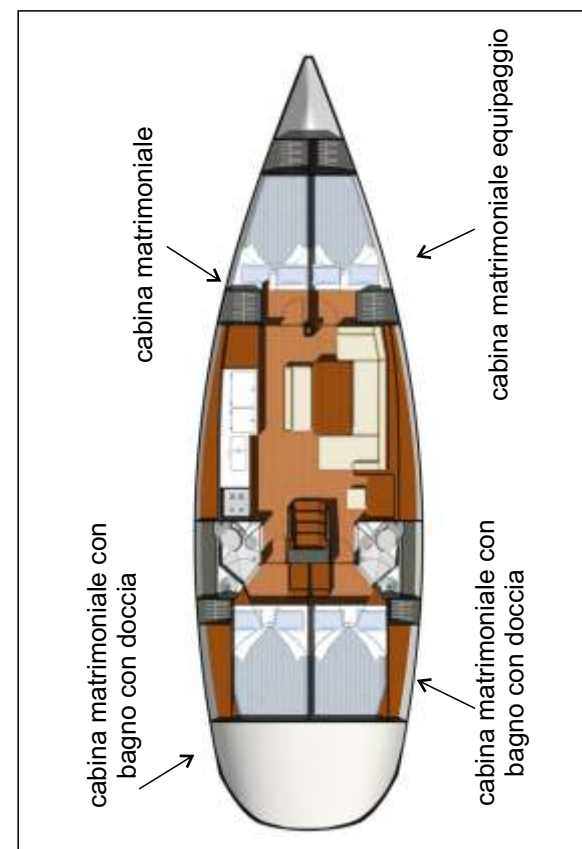 cabina matrimoniale
cabina matrimoniale equipaggio
cabina matrimoniale con
bagno con doccia
cabina matrimoniale con
bagno con doccia